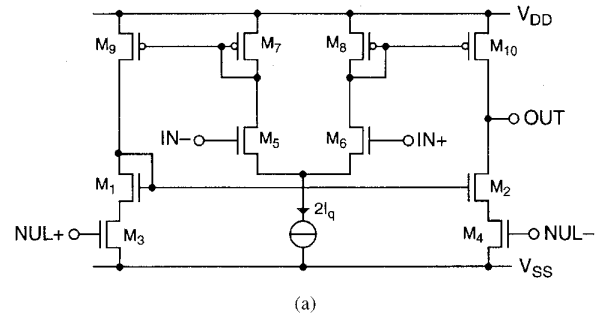 V_DD
M_9
M_7
M_8
M_10
OUT
IN−
M_5
M_6
IN+
M_1
M_2
2I_q
NUL+
M_3
M_4
NUL−
V_SS
(a)